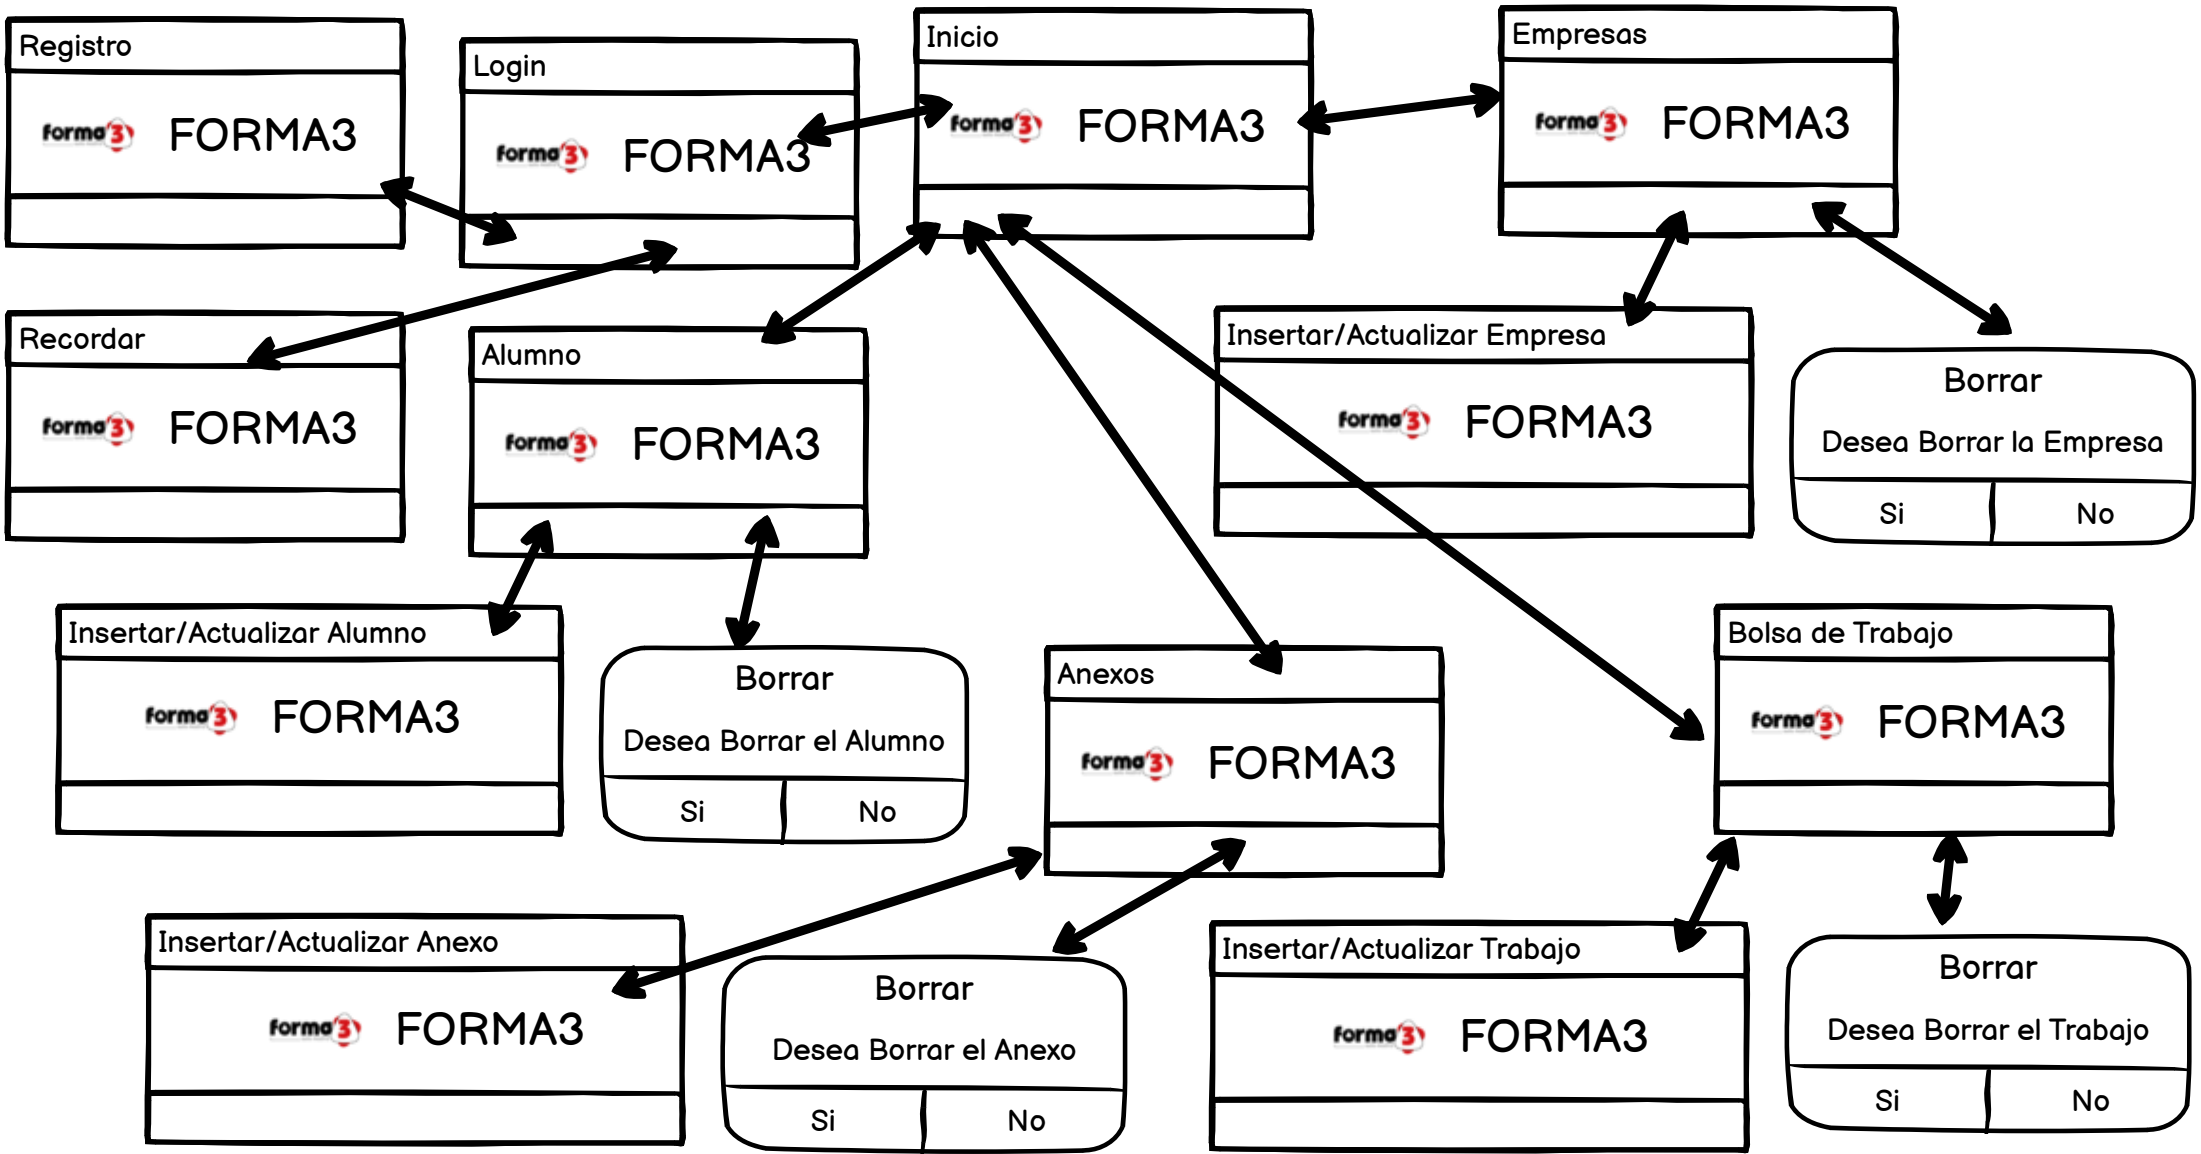 Registro
forma3 FORMA3
Login
forma3 FORMA3
Inicio
forma3 FORMA3
Empresas
forma3 FORMA3
Recordar
forma3 FORMA3
Alumno
forma3 FORMA3
Insertar/Actualizar Empresa
forma3 FORMA3
Borrar
Desea Borrar la Empresa
Si No
Insertar/Actualizar Alumno
forma3 FORMA3
Borrar
Desea Borrar el Alumno
Si No
Anexos
forma3 FORMA3
Bolsa de Trabajo
forma3 FORMA3
Insertar/Actualizar Anexo
forma3 FORMA3
Borrar
Desea Borrar el Anexo
Si No
Insertar/Actualizar Trabajo
forma3 FORMA3
Borrar
Desea Borrar el Trabajo
Si No